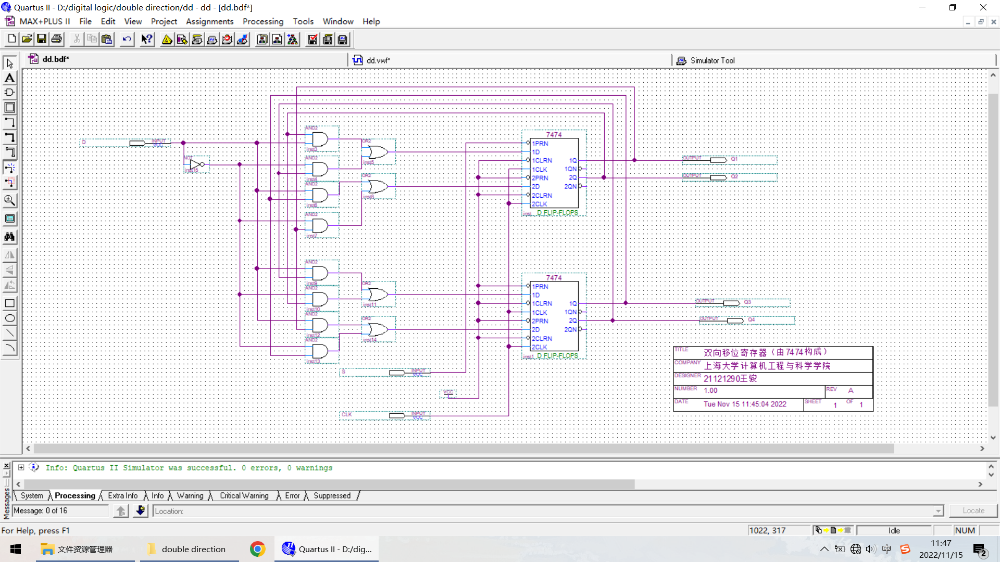 Quartus II - D:/digital logic/double direction/dd - dd - [dd.bdf*]
MAX+PLUS II File Edit View Project Assignments Processing Tools Window Help
dd.bdf*
dd.vwf*
Simulator Tool
D
INPUT
VCC
NOT
inst15
AND2
inst3
AND2
inst4
AND2
inst6
AND2
inst7
OR2
inst5
OR2
inst8
7474
1PRN
1D
1CLRN
1CLK
2PRN
2D
2CLRN
2CLK
1Q
1QN
2Q
2QN
inst
D FLIP-FLOPS
OUTPUT
Q1
OUTPUT
Q2
AND2
inst9
AND2
inst10
AND2
inst12
AND2
inst13
OR2
inst11
OR2
inst14
7474
1PRN
1D
1CLRN
1CLK
2PRN
2D
2CLRN
2CLK
1Q
1QN
2Q
2QN
inst1
D FLIP-FLOPS
OUTPUT
Q3
OUTPUT
Q4
S
INPUT
VCC
VCC
CLK
INPUT
VCC
TITLE 双向移位寄存器（由7474构成）
COMPANY 上海大学计算机工程与科学学院
DESIGNER 21121290王骏
NUMBER 1.00 REV A
DATE Tue Nov 15 11:45:04 2022 SHEET 1 OF 1
Info: Quartus II Simulator was successful. 0 errors, 0 warnings
System Processing Extra Info Info Warning Critical Warning Error Suppressed
Messages
Message: 0 of 16
Location:
Locate
For Help, press F1
1022, 317
Idle
NUM
文件资源管理器
double direction
Quartus II - D:/dig...
中
11:47
2022/11/15
2